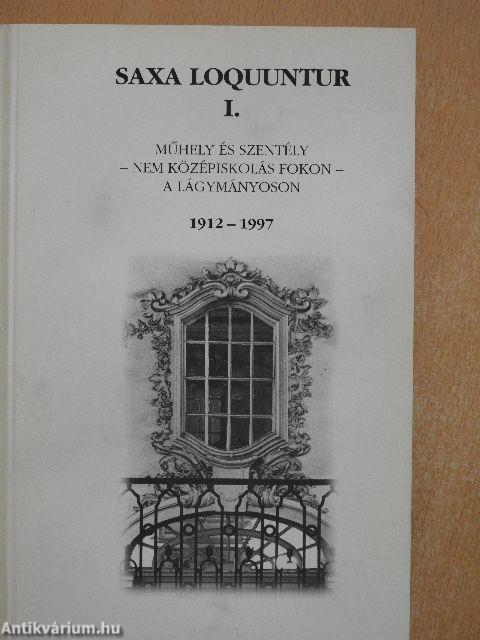 SAXA LOQUUNTUR
I.
MŰHELY ÉS SZENTÉLY
– NEM KÖZÉPISKOLÁS FOKON –
A LÁGYMÁNYOSON
1912 – 1997
Antikvárium.hu